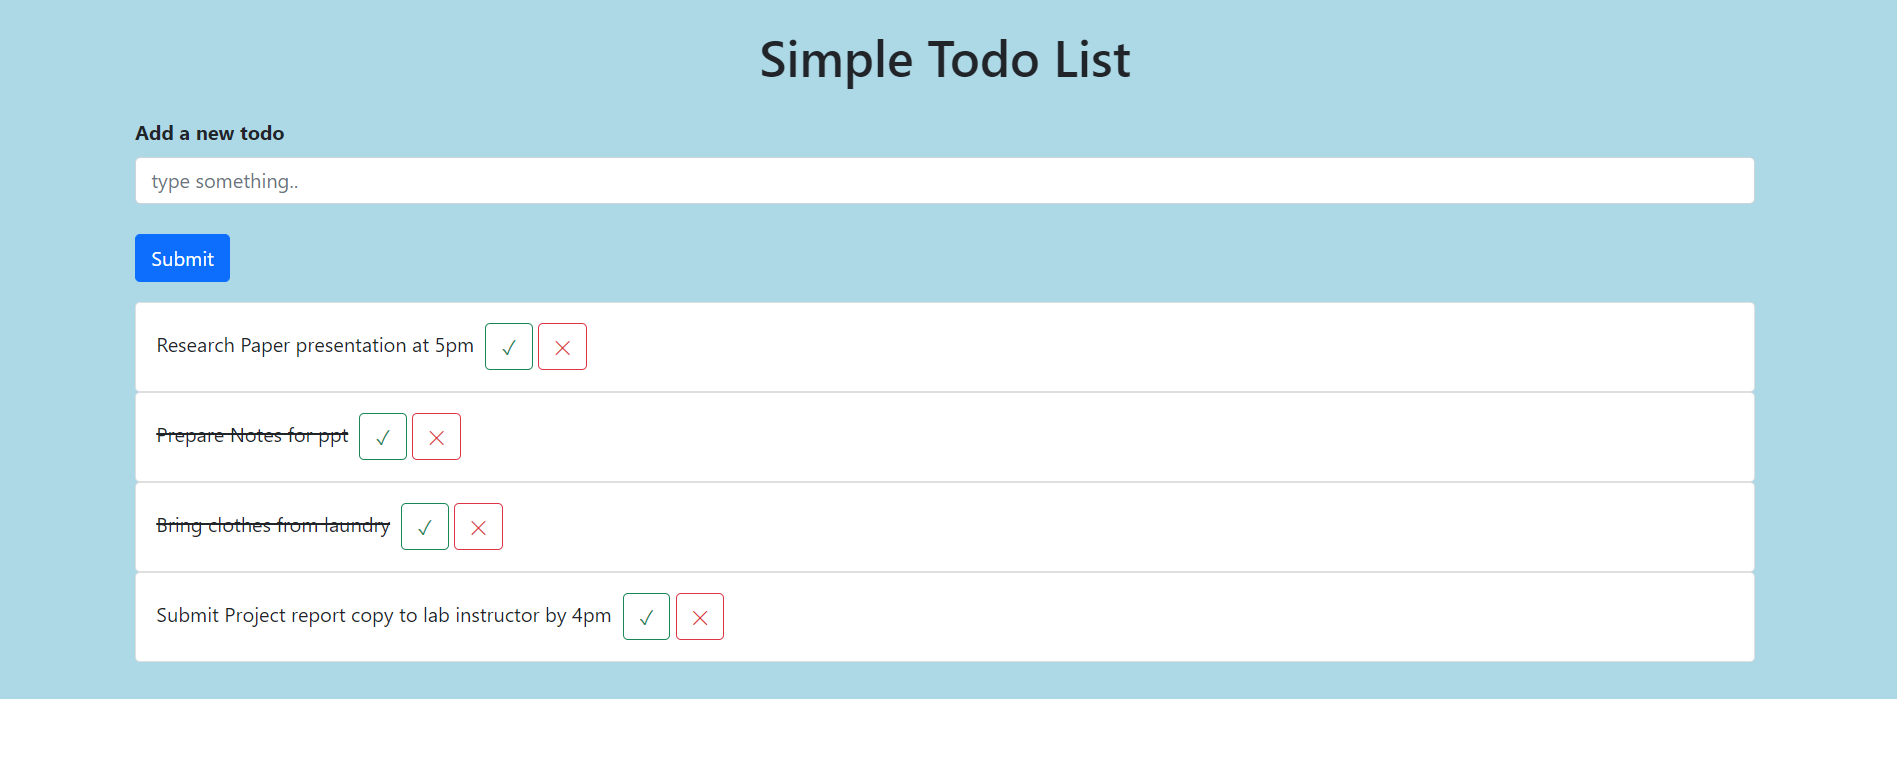 Simple Todo List
Add a new todo
type something..
Submit
Research Paper presentation at 5pm ✓ ✕
Prepare Notes for ppt ✓ ✕
Bring clothes from laundry ✓ ✕
Submit Project report copy to lab instructor by 4pm ✓ ✕